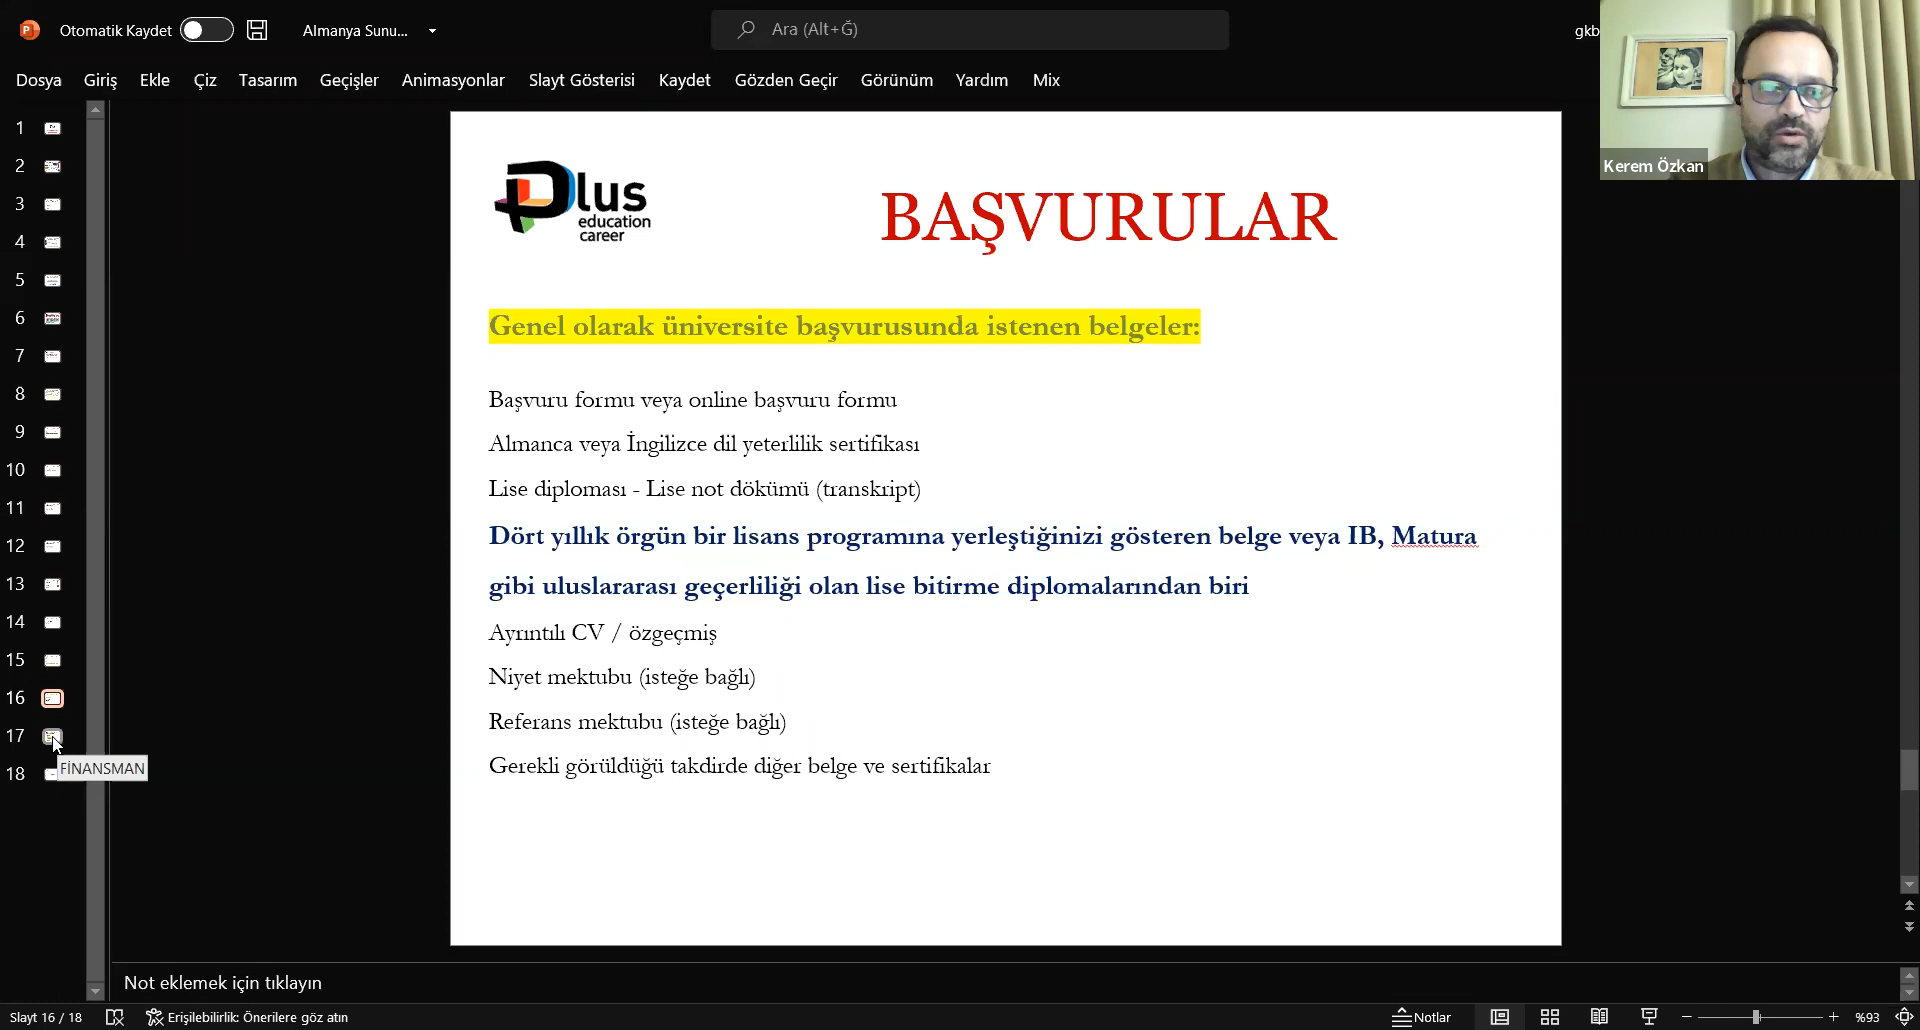 Otomatik Kaydet
Almanya Sunu...
Ara (Alt+Ğ)
gkb
Dosya Giriş Ekle Çiz Tasarım Geçişler Animasyonlar Slayt Gösterisi Kaydet Gözden Geçir Görünüm Yardım Mix
Kerem Özkan
1
2
3
4
5
6
7
8
9
10
11
12
13
14
15
16
17
18
FİNANSMAN
Plus
education
career
BAŞVURULAR
Genel olarak üniversite başvurusunda istenen belgeler:
Başvuru formu veya online başvuru formu
Almanca veya İngilizce dil yeterlilik sertifikası
Lise diploması - Lise not dökümü (transkript)
Dört yıllık örgün bir lisans programına yerleştiğinizi gösteren belge veya IB, Matura
gibi uluslararası geçerliliği olan lise bitirme diplomalarından biri
Ayrıntılı CV / özgeçmiş
Niyet mektubu (isteğe bağlı)
Referans mektubu (isteğe bağlı)
Gerekli görüldüğü takdirde diğer belge ve sertifikalar
Not eklemek için tıklayın
Slayt 16 / 18
Erişilebilirlik: Önerilere göz atın
Notlar
%93